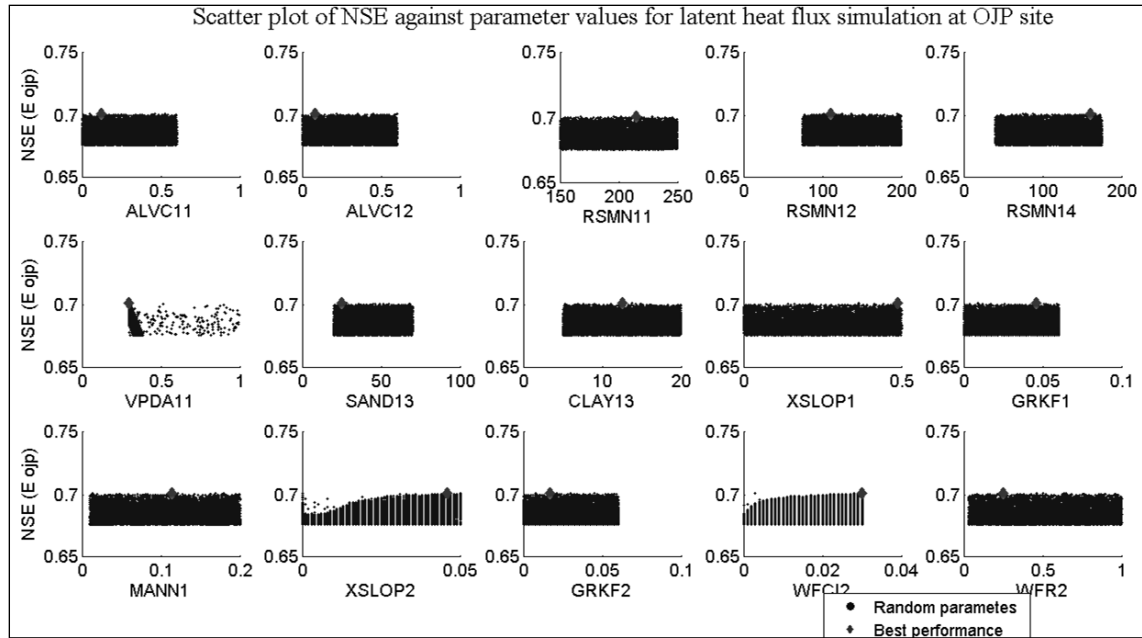 Scatter plot of NSE against parameter values for latent heat flux simulation at OJP site
NSE (E ojp)
0.75 0.75 0.75 0.75 0.75
0.7 0.7 0.7 0.7 0.7
0.65 0.65 0.65 0.65 0.65
0 0.5 1 0 0.5 1 150 200 250 0 100 200 0 100 200
ALVC11 ALVC12 RSMN11 RSMN12 RSMN14
NSE (E ojp)
0.75 0.75 0.75 0.75 0.75
0.7 0.7 0.7 0.7 0.7
0.65 0.65 0.65 0.65 0.65
0 0.5 1 0 50 100 0 10 20 0 0.5 0 0.05 0.1
VPDA11 SAND13 CLAY13 XSLOP1 GRKF1
NSE (E ojp)
0.75 0.75 0.75 0.75 0.75
0.7 0.7 0.7 0.7 0.7
0.65 0.65 0.65 0.65 0.65
0 0.1 0.2 0 0.05 0 0.05 0.1 0 0.02 0.04 0 0.5 1
MANN1 XSLOP2 GRKF2 WFCI2 WFR2
Random parametes
Best performance